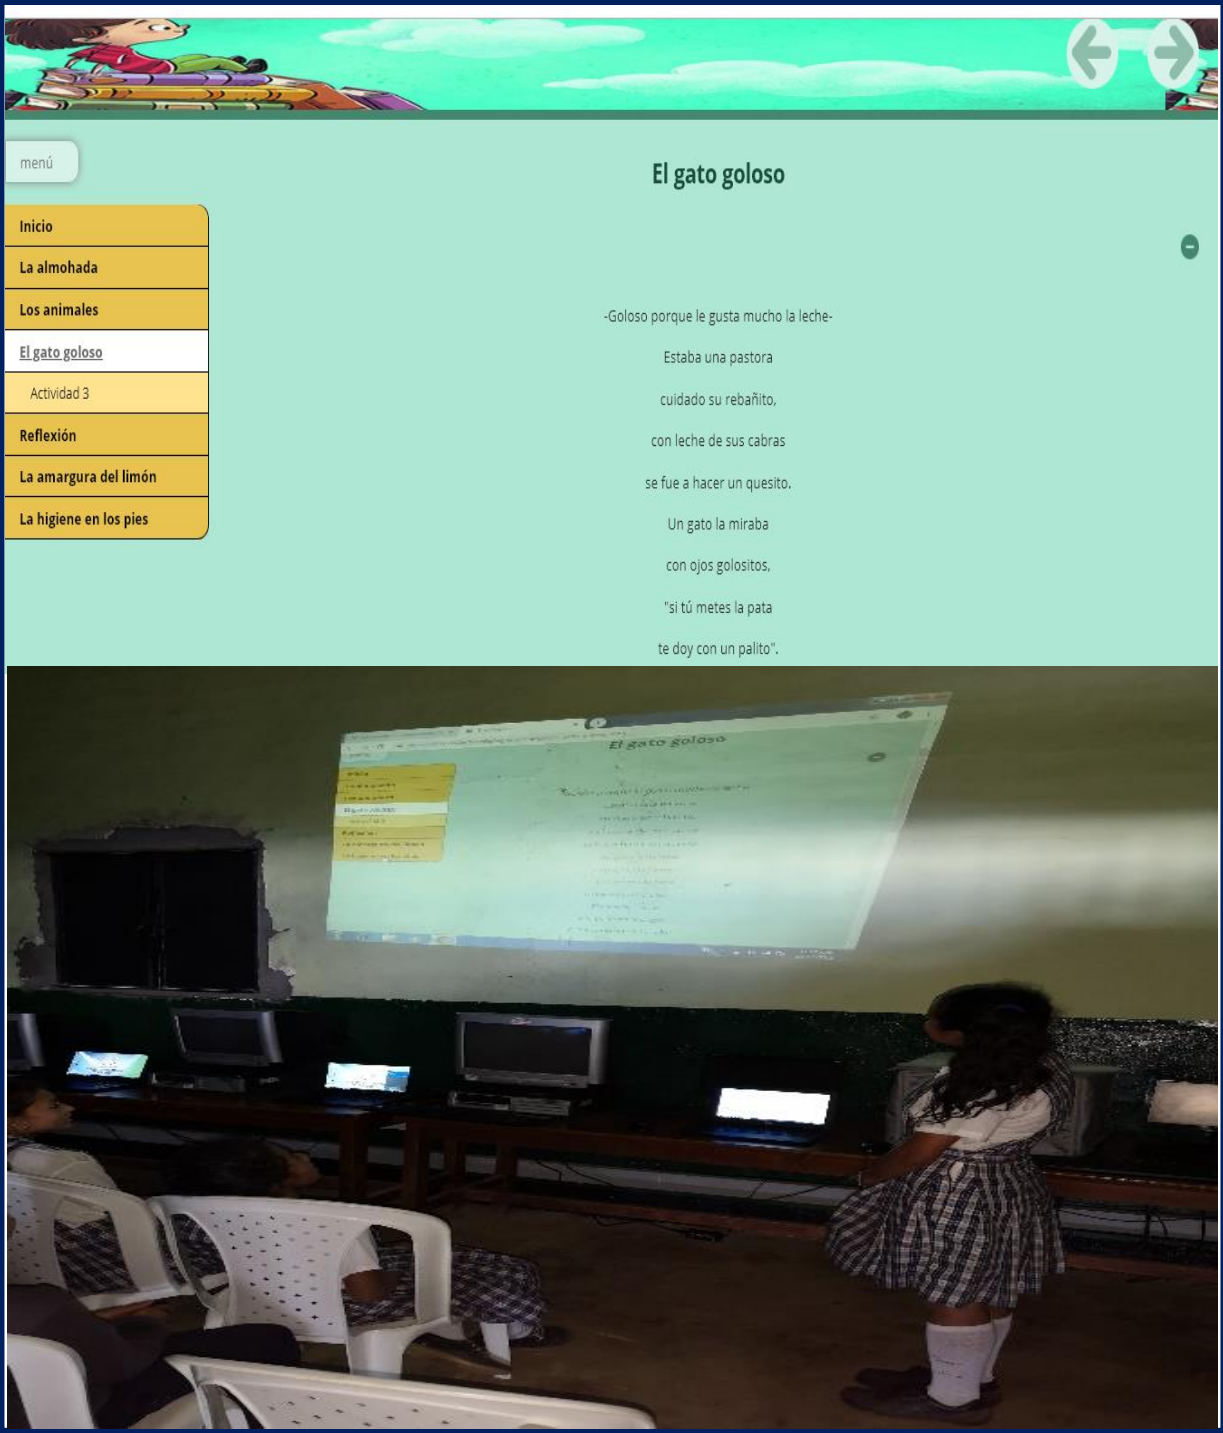 menú
El gato goloso
Inicio
La almohada
Los animales
El gato goloso
Actividad 3
Reflexión
La amargura del limón
La higiene en los pies
-Goloso porque le gusta mucho la leche-
Estaba una pastora
cuidado su rebañito,
con leche de sus cabras
se fue a hacer un quesito.
Un gato la miraba
con ojos golositos,
"si tú metes la pata
te doy con un palito".
El gato goloso